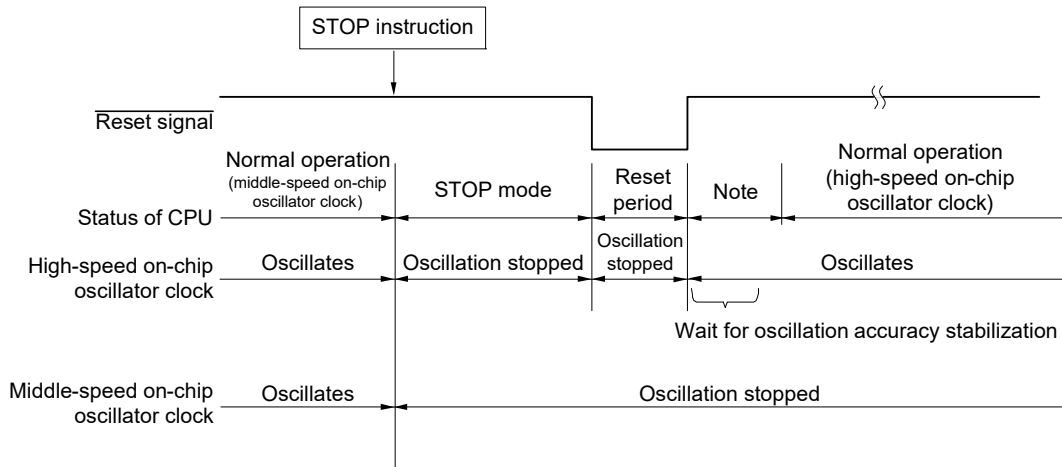 STOP instruction
Reset signal
Normal operation
(middle-speed on-chip
oscillator clock)
STOP mode
Reset
period
Note
Normal operation
(high-speed on-chip
oscillator clock)
Status of CPU
High-speed on-chip
oscillator clock
Oscillates
Oscillation stopped
Oscillation
stopped
Oscillates
Wait for oscillation accuracy stabilization
Middle-speed on-chip
oscillator clock
Oscillates
Oscillation stopped